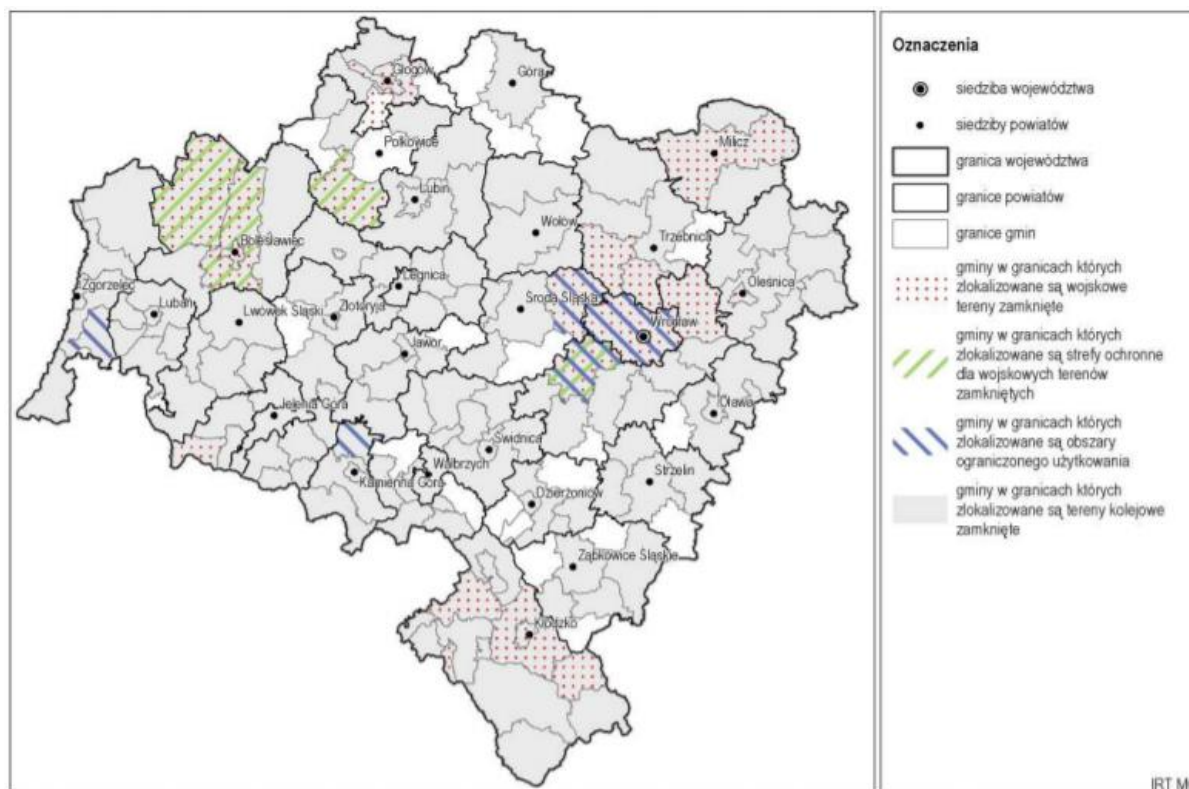 Głogów
Góra
Polkowice
Milicz
Lubin
Wołów
Trzebnica
Bolesławiec
Oleśnica
Legnica
Zgorzelec
Środa Śląska
Lubań
Lwówek Śląski
Złotoryja
Wrocław
Jawor
Jelenia Góra
Oława
Świdnica
Wałbrzych
Kamienna Góra
Strzelin
Dzierżoniów
Ząbkowice Śląskie
Kłodzko
Oznaczenia
siedziba województwa
siedziby powiatów
granica województwa
granice powiatów
granice gmin
gminy w granicach których
zlokalizowane są wojskowe
tereny zamknięte
gminy w granicach których
zlokalizowane są strefy ochronne
dla wojskowych terenów
zamkniętych
gminy w granicach których
zlokalizowane są obszary
ograniczonego użytkowania
gminy w granicach których
zlokalizowane są tereny kolejowe
zamknięte
IRT M